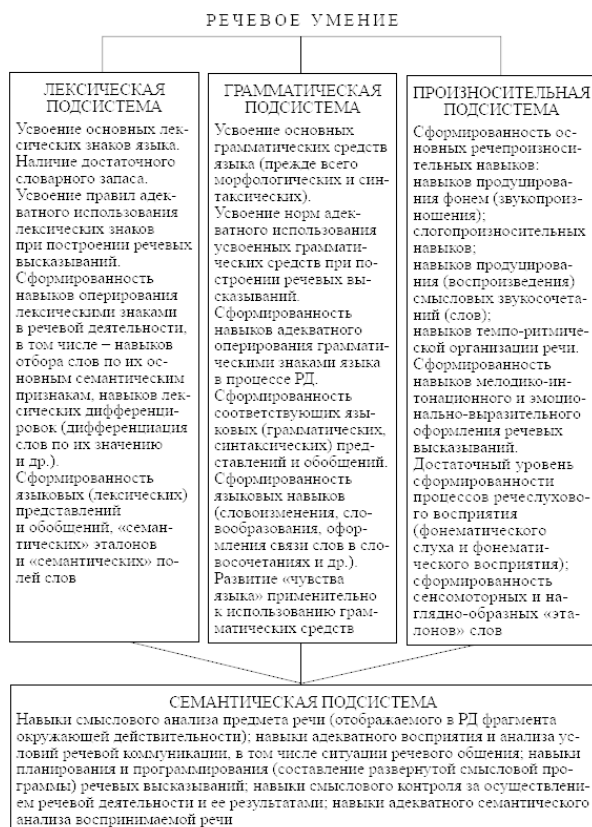 РЕЧЕВОЕ УМЕНИЕ
ЛЕКСИЧЕСКАЯ
ПОДСИСТЕМА
Усвоение основных лек-
сических знаков языка.
Наличие достаточного
словарного запаса.
Усвоение правил адек-
ватного использования
лексических знаков
при построении речевых
высказываний.
Сформированность
навыков оперирования
лексическими знаками
в речевой деятельности,
в том числе – навыков
отбора слов по их ос-
новным семантическим
признакам, навыков лек-
сических дифференци-
ровок (дифференциация
слов по их значению
и др.).
Сформированность
языковых (лексических)
представлений
и обобщений, «семан-
тических» эталонов
и «семантических» по-
лей слов
ГРАММАТИЧЕСКАЯ
ПОДСИСТЕМА
Усвоение основных
грамматических средств
языка (прежде всего
морфологических и син-
таксических).
Усвоение норм адек-
ватного использования
усвоенных граммати-
ческих средств при по-
строении речевых вы-
сказываний.
Сформированность
навыков адекватного
оперирования граммати-
ческими знаками языка
в процессе РД.
Сформированность
соответствующих язы-
ковых (грамматических,
синтаксических) пред-
ставлений и обобщений.
Сформированность
языковых навыков
(словоизменения, сло-
вообразования, оформ-
ления связи слов в сло-
восочетаниях и др.).
Развитие «чувства
языка» применительно
к использованию грам-
матических средств
ПРОИЗНОСИТЕЛЬНАЯ
ПОДСИСТЕМА
Сформированность ос-
новных речепроизноси-
тельных навыков:
навыков продуцирова-
ния фонем (звукопроиз-
ношения);
слогопроизносительных
навыков;
навыков продуцирова-
ния (воспроизведения)
смысловых звукосочета-
ний (слов);
навыков темпо-ритмиче-
ской организации речи.
Сформированность
навыков мелодико-ин-
тонационного и эмоцио-
нально-выразительного
оформления речевых
высказываний.
Достаточный уровень
сформированности
процессов речеслухово-
го восприятия
(фонематического
слуха и фонемати-
ческого восприятия);
сформированность
сенсомоторных и наг-
лядно-образных «эта-
лонов» слов
СЕМАНТИЧЕСКАЯ ПОДСИСТЕМА
Навыки смыслового анализа предмета речи (отображаемого в РД фрагмента
окружающей действительности); навыки адекватного восприятия и анализа ус-
ловий речевой коммуникации, в том числе ситуации речевого общения; навыки
планирования и программирования (составление развернутой смысловой про-
граммы) речевых высказываний; навыки смыслового контроля за осуществлени-
ем речевой деятельности и ее результатами; навыки адекватного семантического
анализа воспринимаемой речи